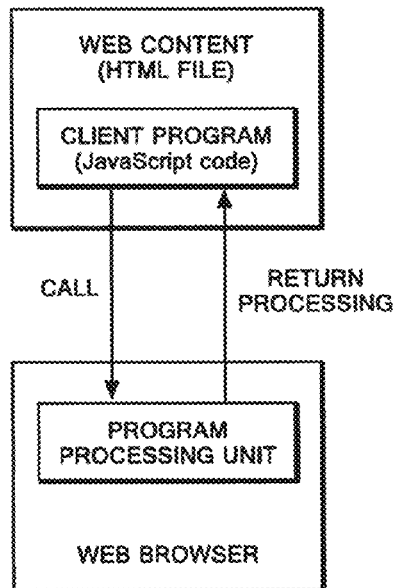 WEB CONTENT
(HTML FILE)
CLIENT PROGRAM
(JavaScript code)
CALL
RETURN
PROCESSING
PROGRAM
PROCESSING UNIT
WEB BROWSER